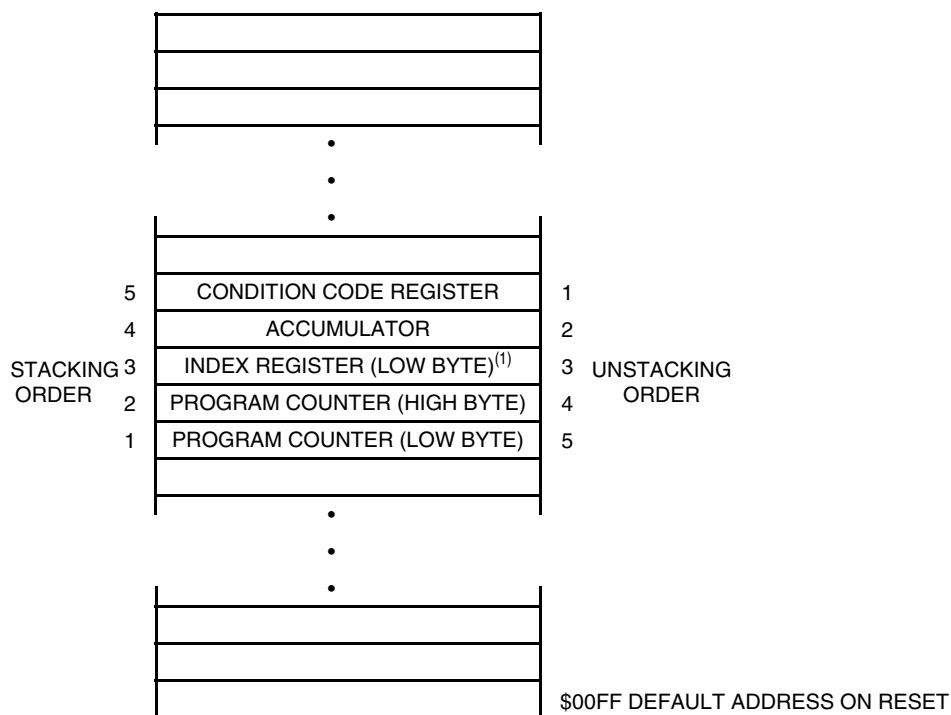 5 CONDITION CODE REGISTER 1
4 ACCUMULATOR 2
STACKING ORDER 3 INDEX REGISTER (LOW BYTE)(1) 3 UNSTACKING ORDER
2 PROGRAM COUNTER (HIGH BYTE) 4
1 PROGRAM COUNTER (LOW BYTE) 5
$00FF DEFAULT ADDRESS ON RESET